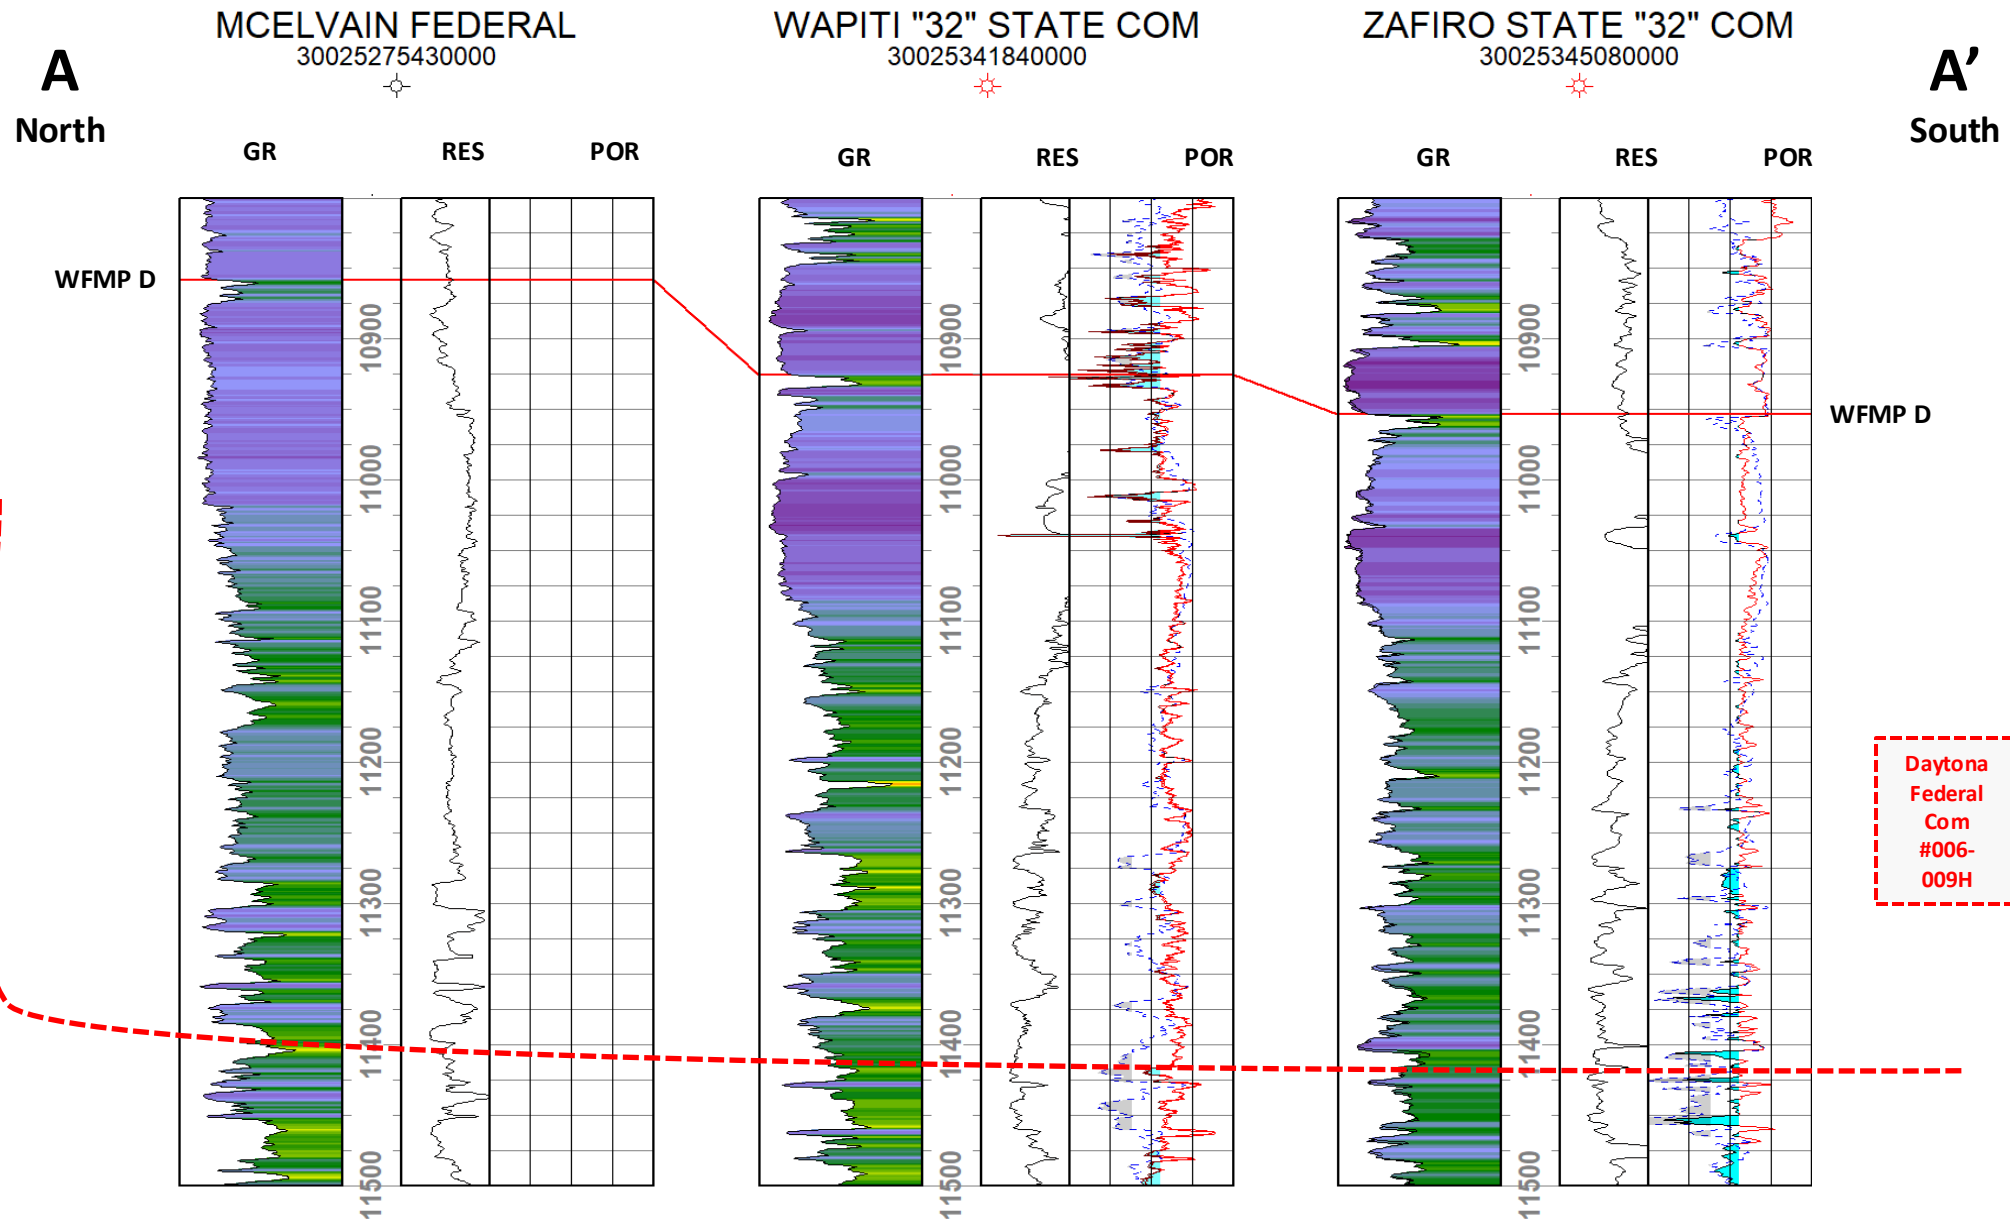 MCELVAIN FEDERAL
30025275430000
WAPITI "32" STATE COM
30025341840000
ZAFIRO STATE "32" COM
30025345080000
A
North
A’
South
GR
RES
POR
GR
RES
POR
GR
RES
POR
WFMP D
WFMP D
10900
11000
11100
11200
11300
11400
11500
10900
11000
11100
11200
11300
11400
11500
10900
11000
11100
11200
11300
11400
11500
Daytona
Federal
Com
#006-
009H